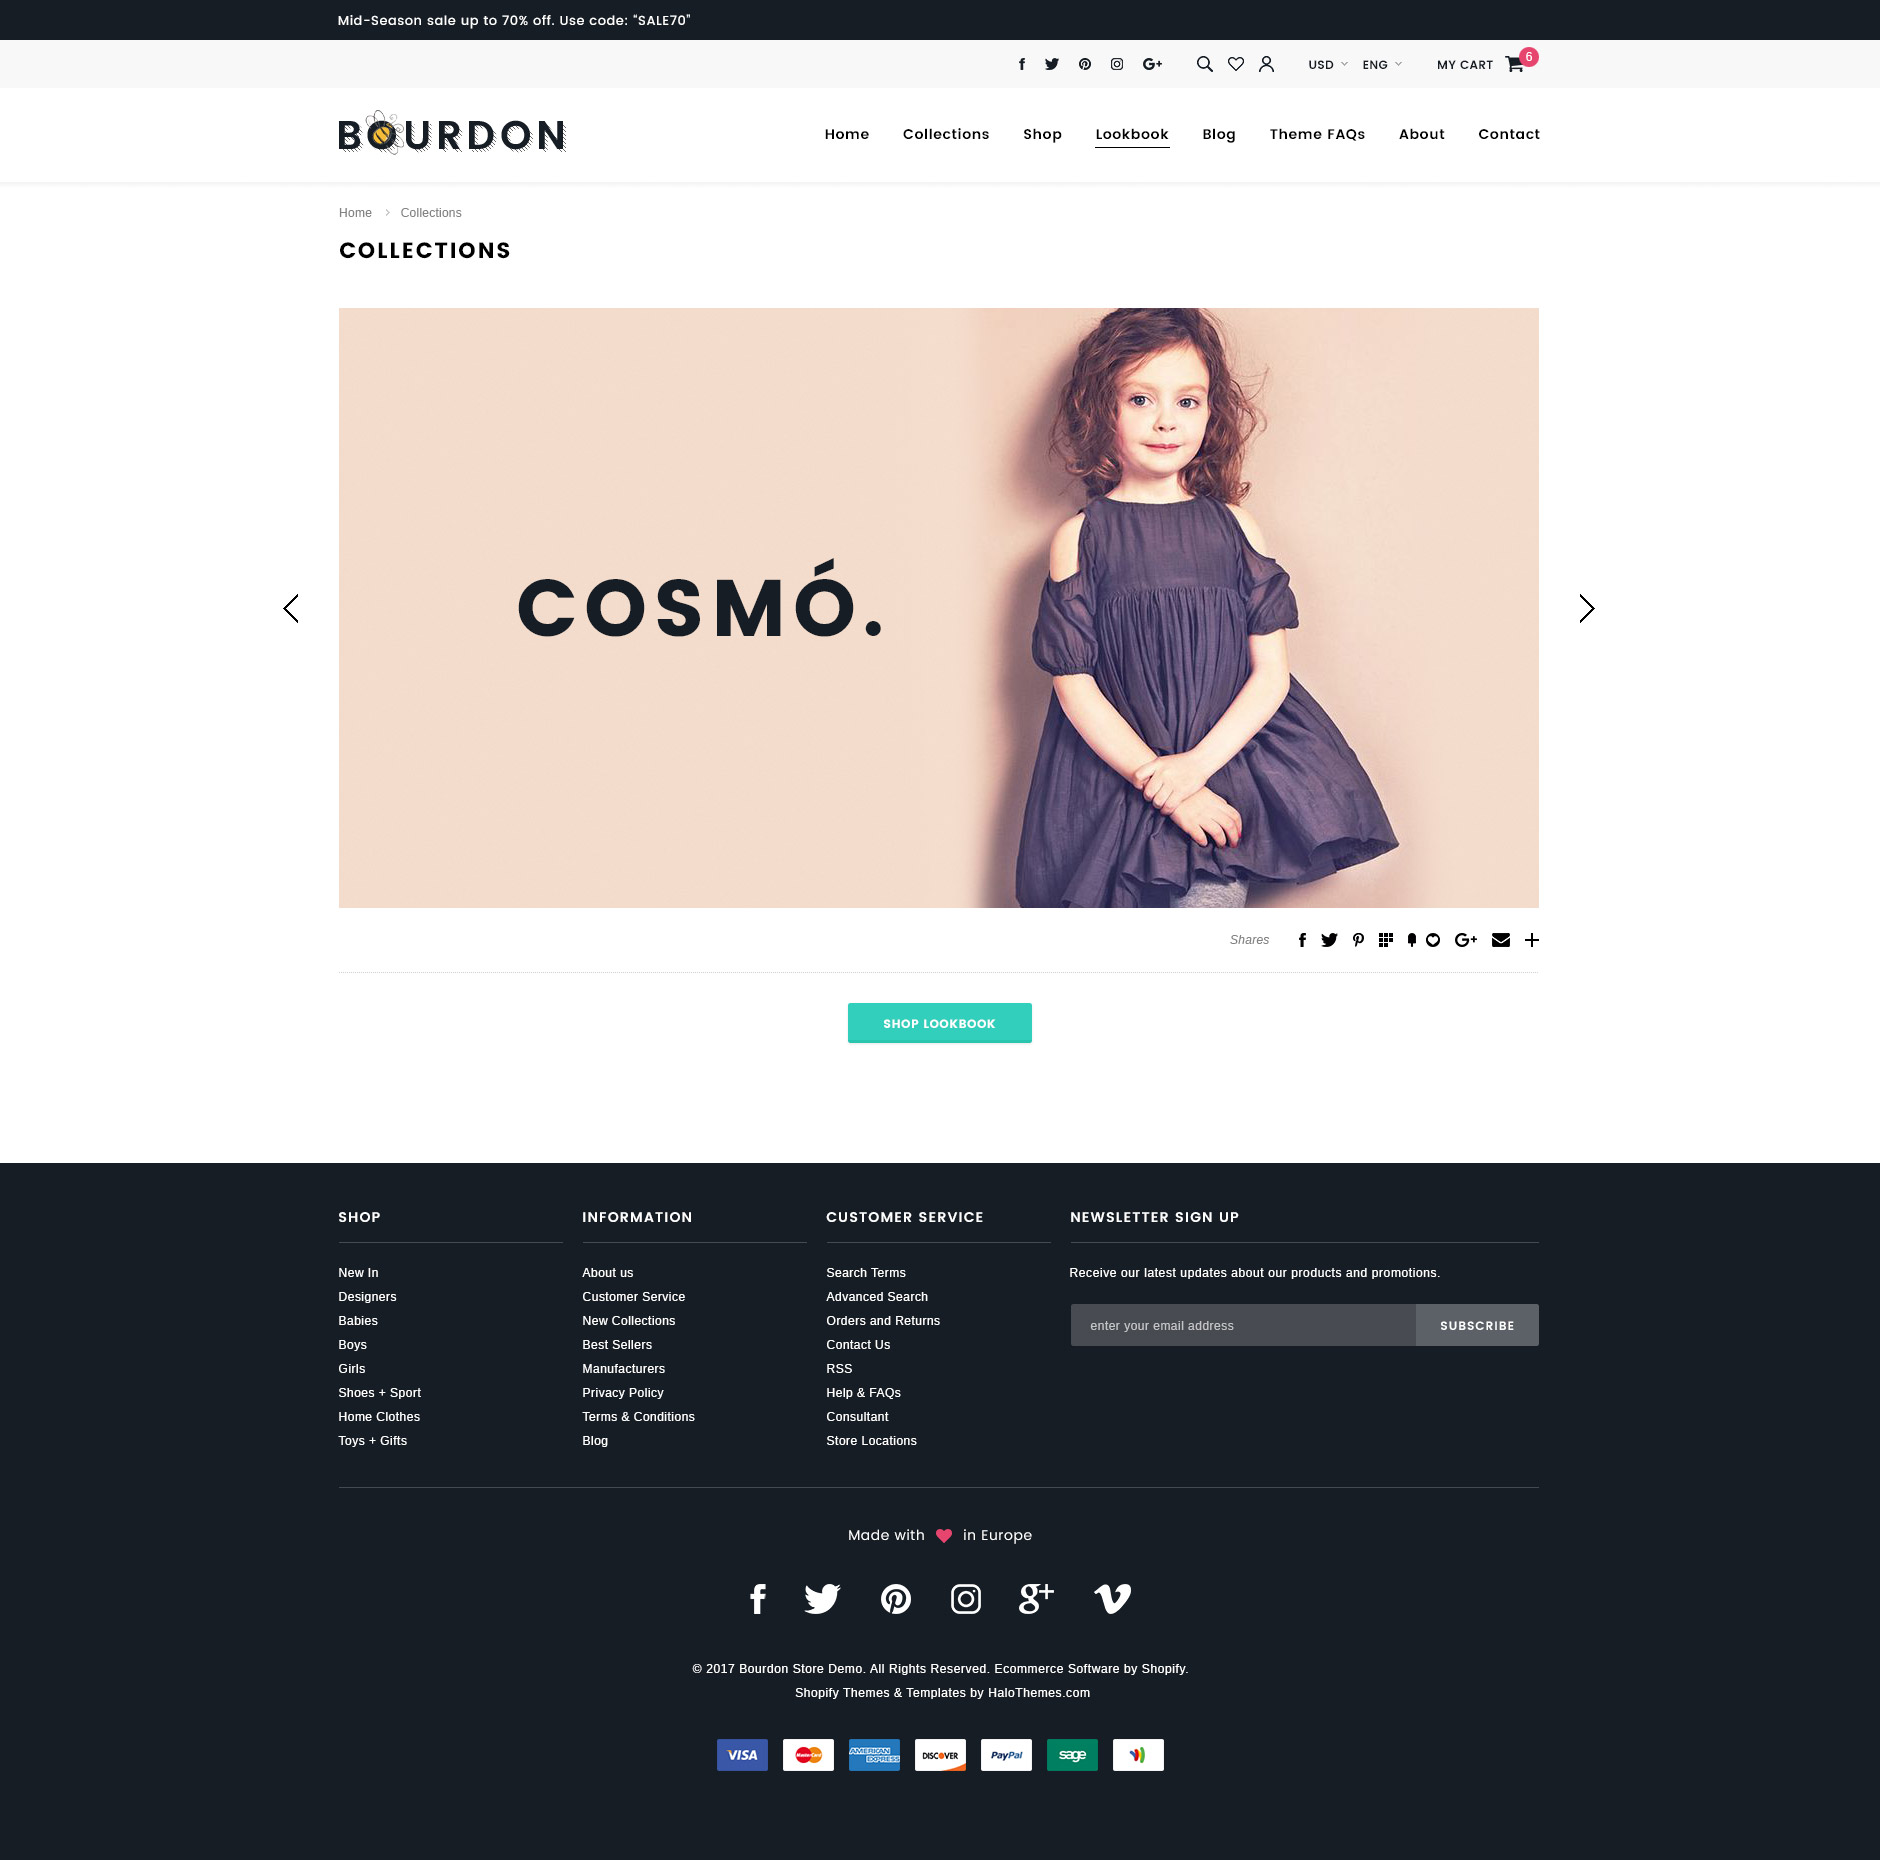 Mid-Season sale up to 70% off. Use code: "SALE70"
USD ENG MY CART 6
BOURDON
Home Collections Shop Lookbook Blog Theme FAQs About Contact
Home Collections
COLLECTIONS
COSMÓ.
Shares
SHOP LOOKBOOK
SHOP
New In
Designers
Babies
Boys
Girls
Shoes + Sport
Home Clothes
Toys + Gifts
INFORMATION
About us
Customer Service
New Collections
Best Sellers
Manufacturers
Privacy Policy
Terms & Conditions
Blog
CUSTOMER SERVICE
Search Terms
Advanced Search
Orders and Returns
Contact Us
RSS
Help & FAQs
Consultant
Store Locations
NEWSLETTER SIGN UP
Receive our latest updates about our products and promotions.
enter your email address SUBSCRIBE
Made with in Europe
© 2017 Bourdon Store Demo. All Rights Reserved. Ecommerce Software by Shopify.
Shopify Themes & Templates by HaloThemes.com
VISA MasterCard AMERICAN EXPRESS DISCOVER PayPal sage